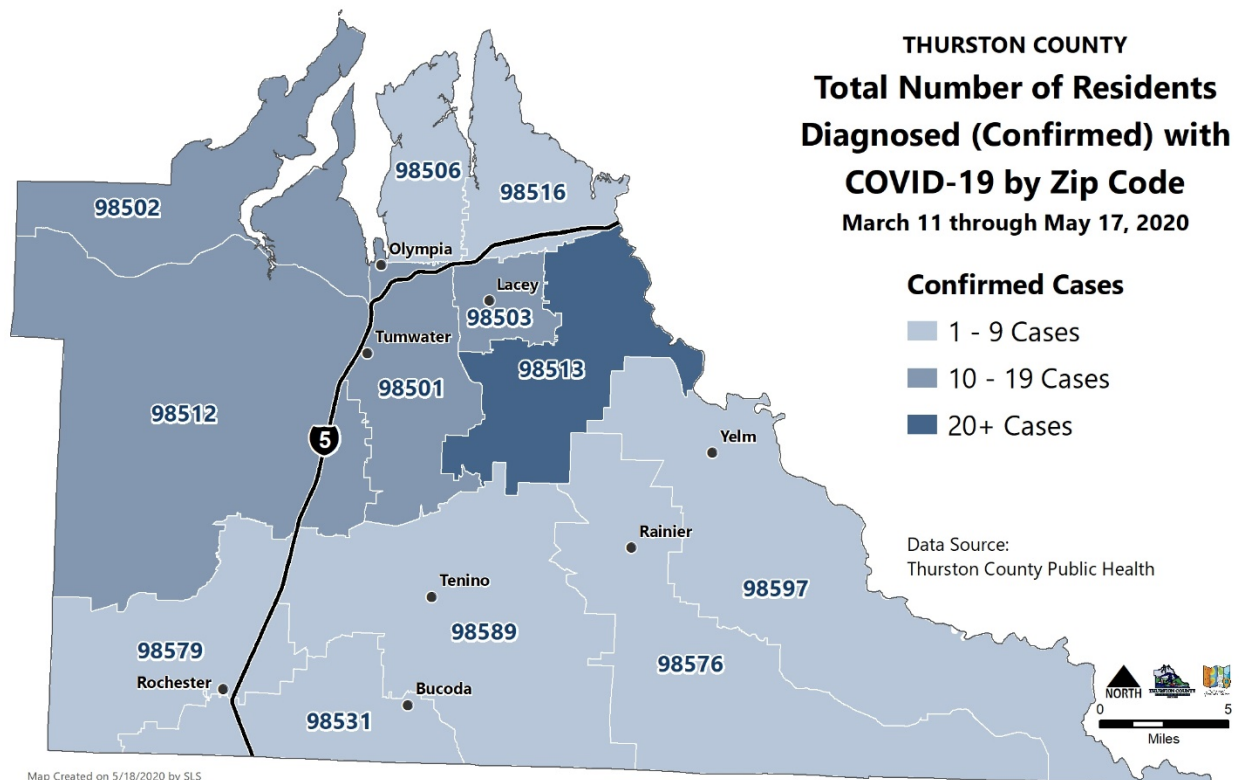 THURSTON COUNTY
Total Number of Residents
Diagnosed (Confirmed) with
COVID-19 by Zip Code
March 11 through May 17, 2020
Confirmed Cases
1 - 9 Cases
10 - 19 Cases
20+ Cases
Data Source:
Thurston County Public Health
98506
98516
98502
Olympia
Lacey
98503
Tumwater
98513
98501
98512
5
Yelm
Rainier
Tenino
98597
98589
98579
98576
Rochester
Bucoda
98531
NORTH
THURSTON COUNTY
0 5
Miles
Map Created on 5/18/2020 by SLS